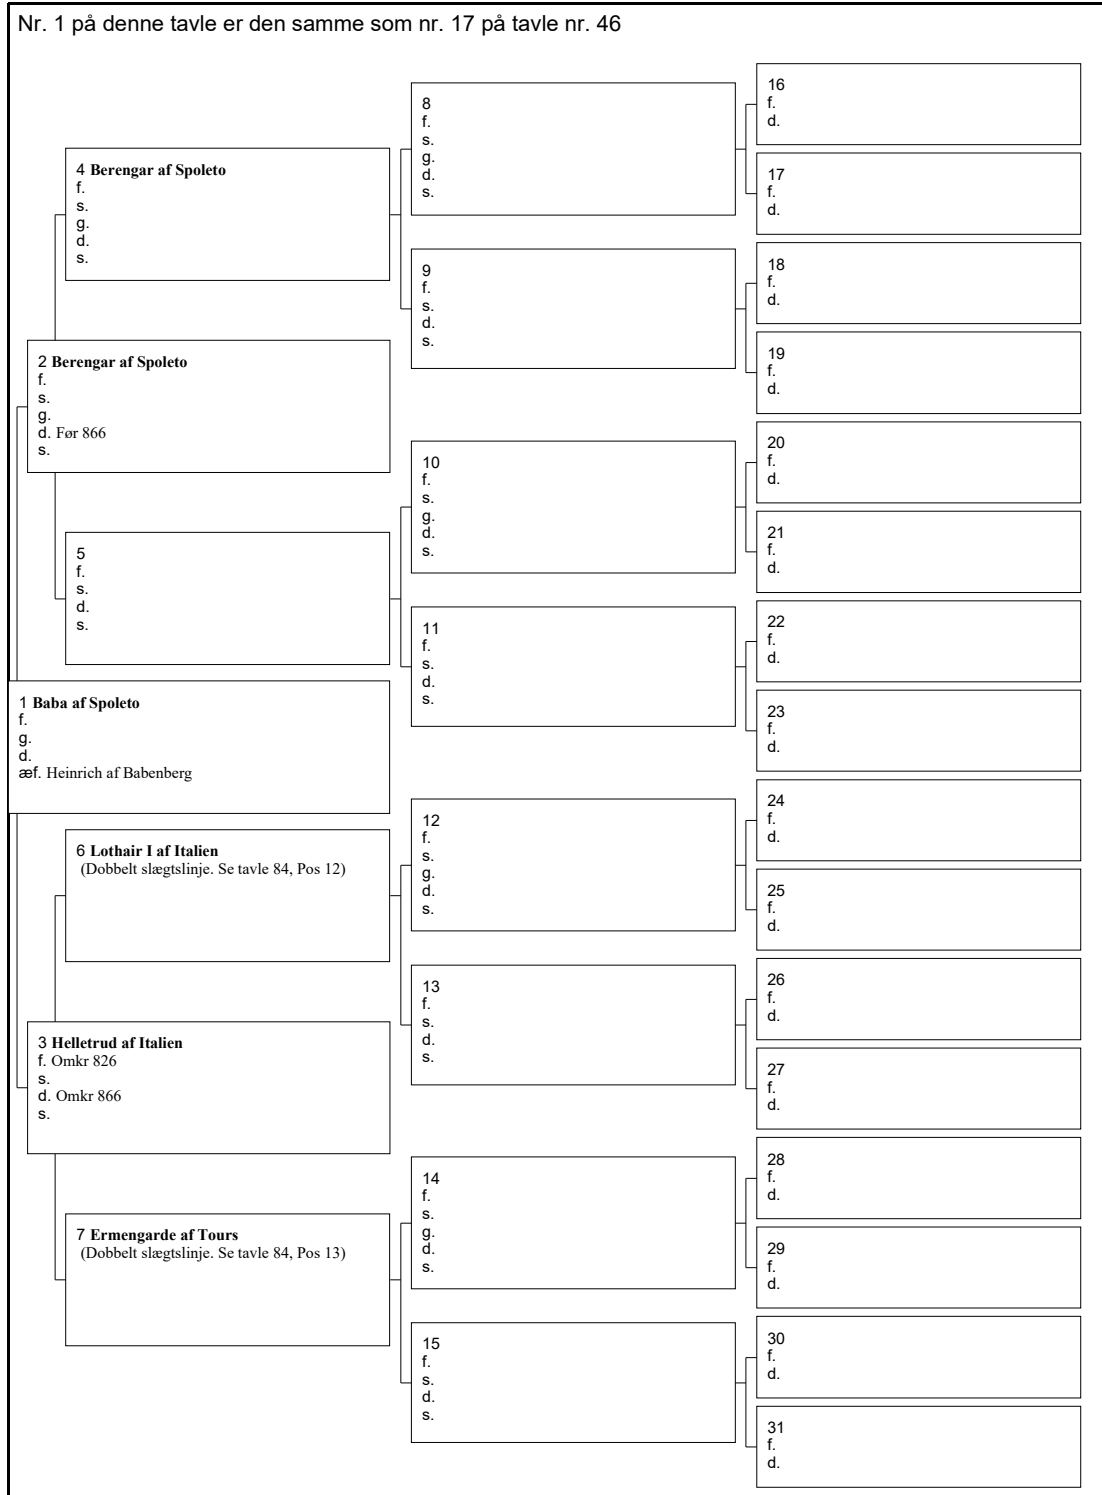 Nr. 1 på denne tavle er den samme som nr. 17 på tavle nr. 46
4 Berengar af Spoleto
f.
s.
g.
d.
s.
2 Berengar af Spoleto
f.
s.
g.
d. Før 866
s.
5
f.
s.
d.
s.
1 Baba af Spoleto
f.
g.
d.
æf. Heinrich af Babenberg
6 Lothair I af Italien
(Dobbelt slægtslinje. Se tavle 84, Pos 12)
3 Helletrud af Italien
f. Omkr 826
s.
d. Omkr 866
s.
7 Ermengarde af Tours
(Dobbelt slægtslinje. Se tavle 84, Pos 13)
8
f.
s.
g.
d.
s.
9
f.
s.
d.
s.
10
f.
s.
g.
d.
s.
11
f.
s.
d.
s.
12
f.
s.
g.
d.
s.
13
f.
s.
d.
s.
14
f.
s.
g.
d.
s.
15
f.
s.
d.
s.
16
f.
d.
17
f.
d.
18
f.
d.
19
f.
d.
20
f.
d.
21
f.
d.
22
f.
d.
23
f.
d.
24
f.
d.
25
f.
d.
26
f.
d.
27
f.
d.
28
f.
d.
29
f.
d.
30
f.
d.
31
f.
d.